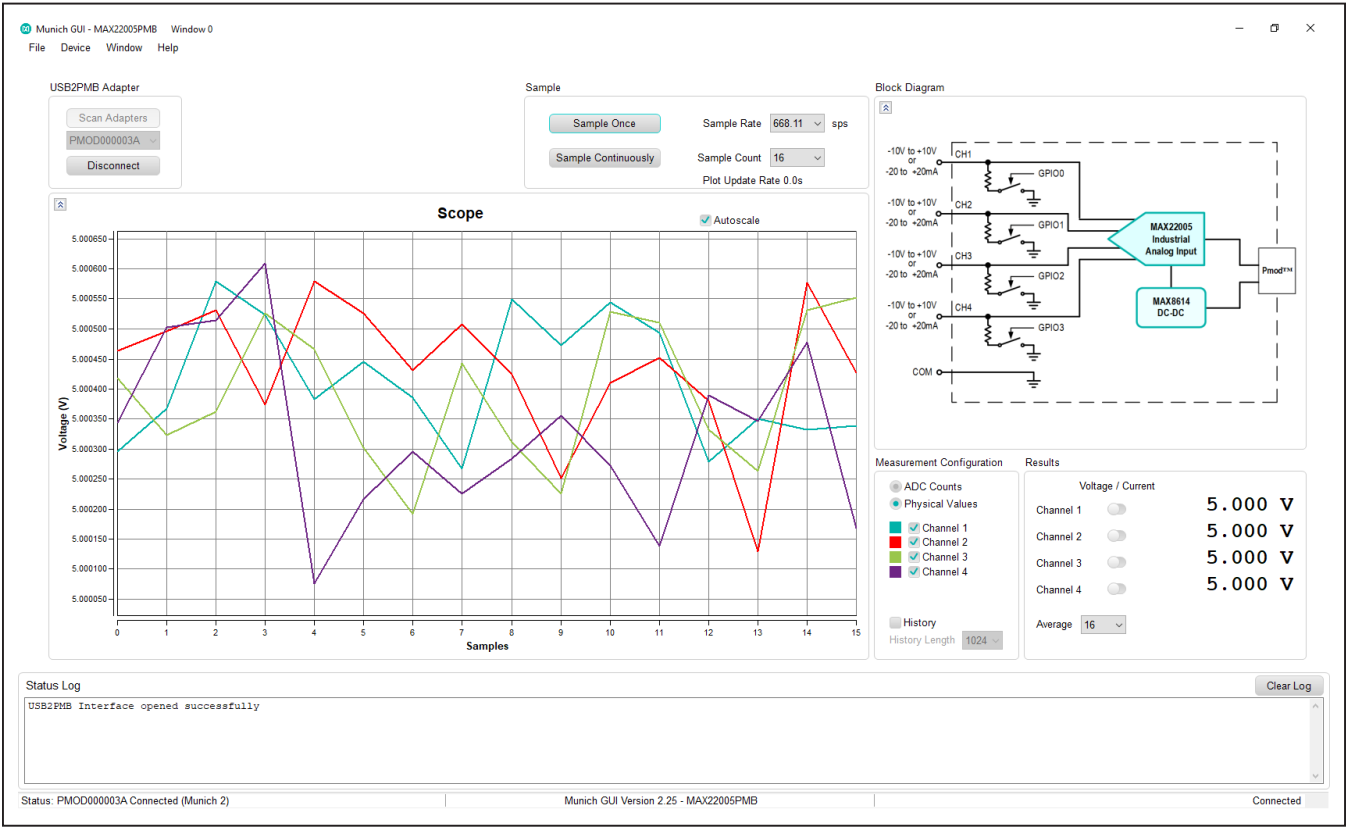 Munich GUI - MAX22005PMB Window 0
File Device Window Help
USB2PMB Adapter
Scan Adapters
PMOD000003A
Disconnect
Sample
Sample Once
Sample Rate 668.11 sps
Sample Continuously
Sample Count 16
Plot Update Rate 0.0s
Scope
Autoscale
Voltage (V)
5.000650
5.000600
5.000550
5.000500
5.000450
5.000400
5.000350
5.000300
5.000250
5.000200
5.000150
5.000100
5.000050
0 1 2 3 4 5 6 7 8 9 10 11 12 13 14 15
Samples
Block Diagram
-10V to +10V
or
-20 to +20mA
CH1
GPIO0
-10V to +10V
or
-20 to +20mA
CH2
GPIO1
-10V to +10V
or
-20 to +20mA
CH3
GPIO2
-10V to +10V
or
-20 to +20mA
CH4
GPIO3
COM
MAX22005
Industrial
Analog Input
MAX8614
DC-DC
Pmod™
Measurement Configuration
ADC Counts
Physical Values
Channel 1
Channel 2
Channel 3
Channel 4
History
History Length 1024
Results
Voltage / Current
Channel 1 5.000 V
Channel 2 5.000 V
Channel 3 5.000 V
Channel 4 5.000 V
Average 16
Status Log
Clear Log
USB2PMB Interface opened successfully
Status: PMOD000003A Connected (Munich 2)
Munich GUI Version 2.25 - MAX22005PMB
Connected